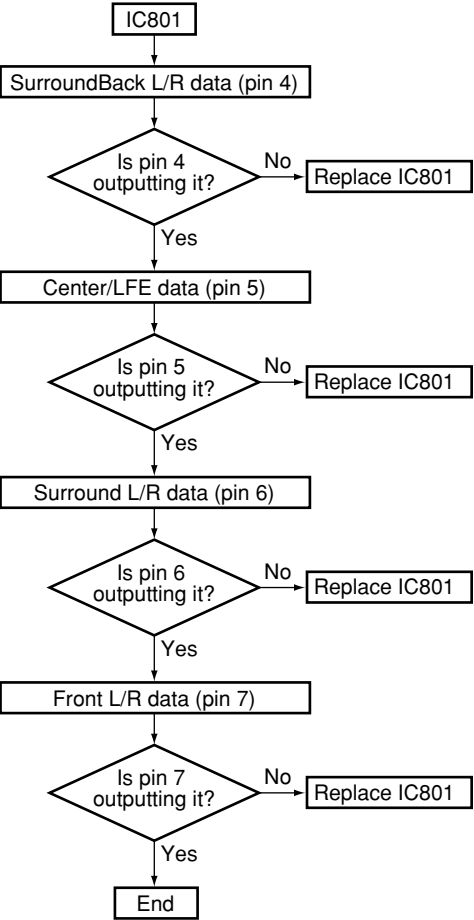 IC801
SurroundBack L/R data (pin 4)
Is pin 4
outputting it?
No
Replace IC801
Yes
Center/LFE data (pin 5)
Is pin 5
outputting it?
No
Replace IC801
Yes
Surround L/R data (pin 6)
Is pin 6
outputting it?
No
Replace IC801
Yes
Front L/R data (pin 7)
Is pin 7
outputting it?
No
Replace IC801
Yes
End